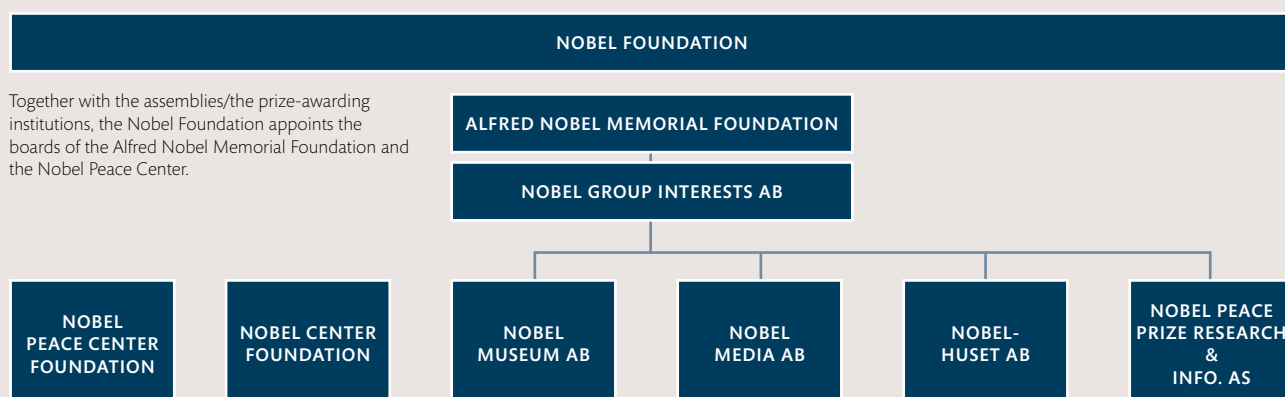 NOBEL FOUNDATION
Together with the assemblies/the prize-awarding
institutions, the Nobel Foundation appoints the
boards of the Alfred Nobel Memorial Foundation and
the Nobel Peace Center.
ALFRED NOBEL MEMORIAL FOUNDATION
NOBEL GROUP INTERESTS AB
NOBEL
PEACE CENTER
FOUNDATION
NOBEL CENTER
FOUNDATION
NOBEL
MUSEUM AB
NOBEL
MEDIA AB
NOBEL-
HUSET AB
NOBEL PEACE
PRIZE RESEARCH
&
INFO. AS